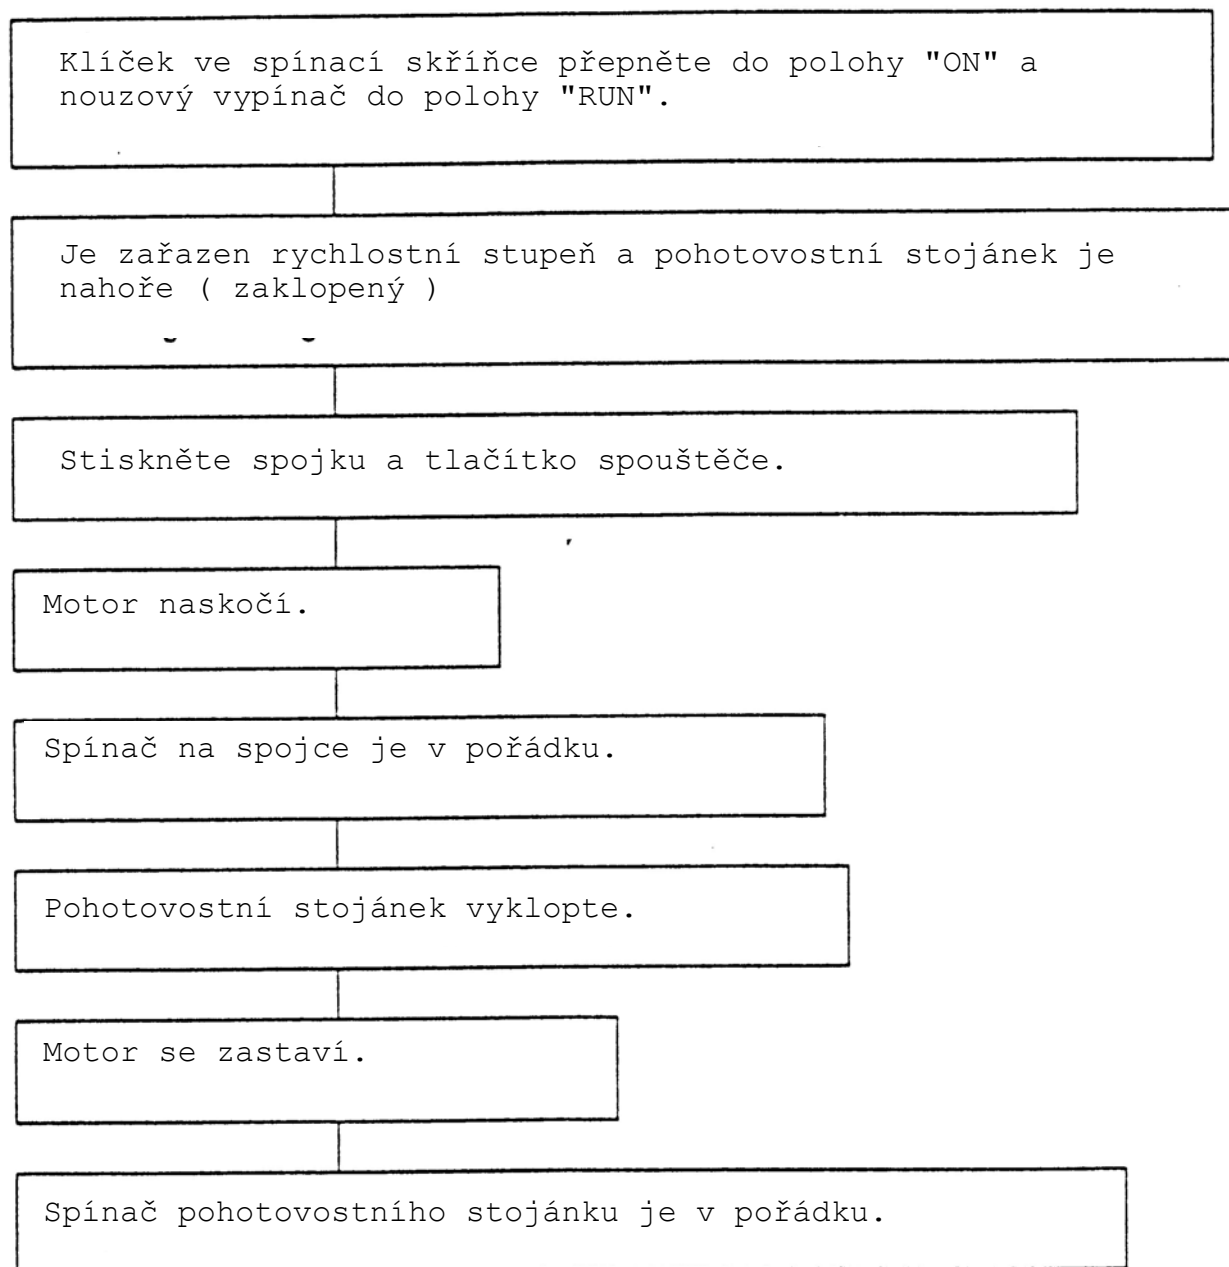 Klíček ve spínací skříňce přepněte do polohy "ON" a
nouzový vypínač do polohy "RUN".
Je zařazen rychlostní stupeň a pohotovostní stojánek je
nahoře ( zaklopený )
Stiskněte spojku a tlačítko spouštěče.
Motor naskočí.
Spínač na spojce je v pořádku.
Pohotovostní stojánek vyklopte.
Motor se zastaví.
Spínač pohotovostního stojánku je v pořádku.